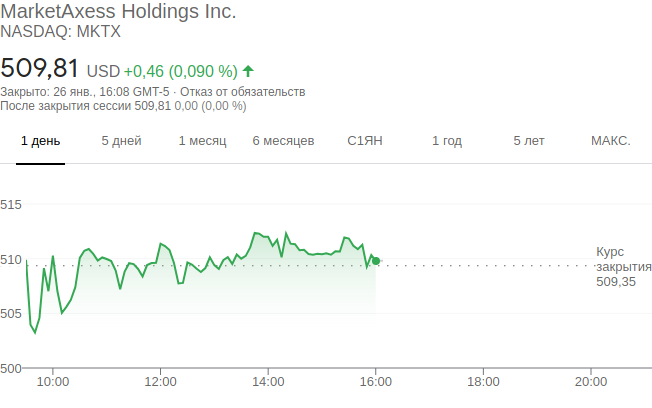 MarketAxess Holdings Inc.
NASDAQ: MKTX
509,81 USD +0,46 (0,090 %)
Закрыто: 26 янв., 16:08 GMT-5 · Отказ от обязательств
После закрытия сессии 509,81 0,00 (0,00 %)
1 день 5 дней 1 месяц 6 месяцев С1ЯН 1 год 5 лет МАКС.
515
510
505
500
Курс
закрытия
509,35
10:00 12:00 14:00 16:00 18:00 20:00